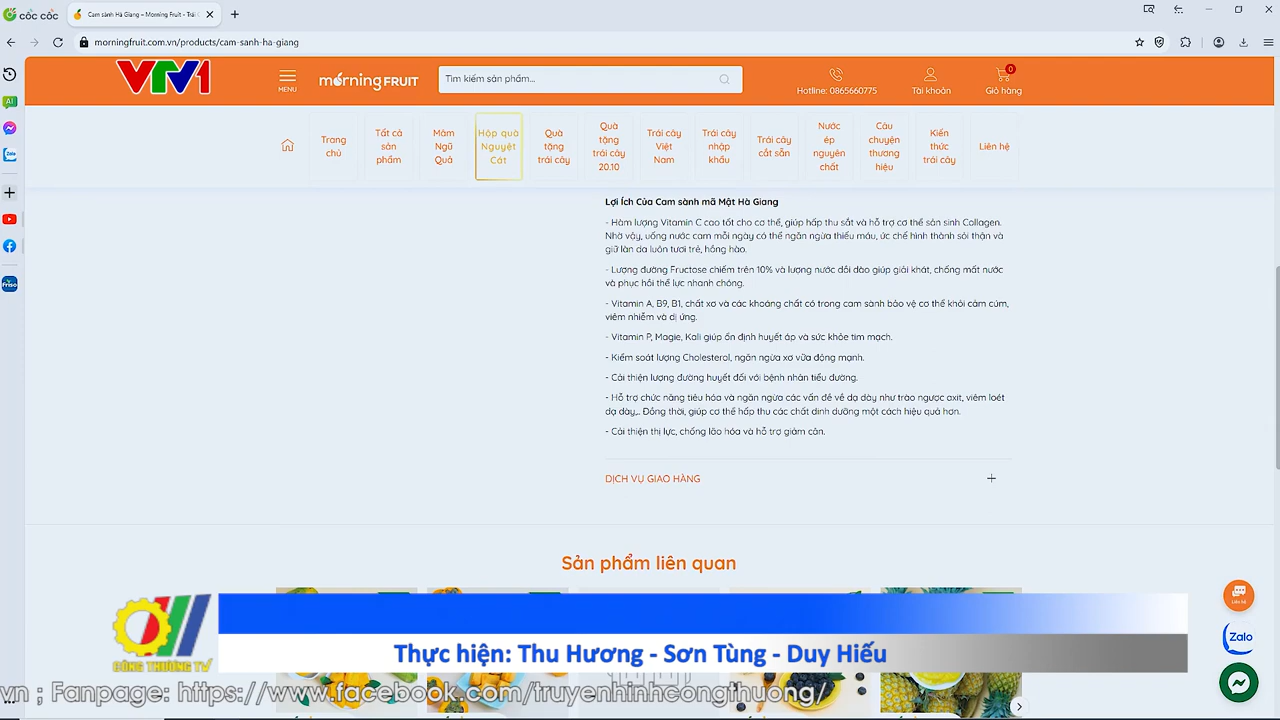 cốc cốc
Cam sành Hà Giang – Morning Fruit - Trái C
morningfruit.com.vn/products/cam-sanh-ha-giang
VTV1
MENU
morning FRUIT
Tìm kiếm sản phẩm...
Hotline: 0865660775
Tài khoản
0
Giỏ hàng
Trang chủ
Tất cả sản phẩm
Mâm Ngũ Quả
Hộp quà Nguyệt Cát
Quà tặng trái cây
Quà tặng trái cây 20.10
Trái cây Việt Nam
Trái cây nhập khẩu
Trái cây cắt sẵn
Nước ép nguyên chất
Câu chuyện thương hiệu
Kiến thức trái cây
Liên hệ
AI
Friso
Lợi Ích Của Cam sành mã Mật Hà Giang
- Hàm lượng Vitamin C cao tốt cho cơ thể, giúp hấp thu sắt và hỗ trợ cơ thể sản sinh Collagen.
Nhờ vậy, uống nước cam mỗi ngày có thể ngăn ngừa thiếu máu, ức chế hình thành sỏi thận và
giữ làn da luôn tươi trẻ, hồng hào.
- Lượng đường Fructose chiếm trên 10% và lượng nước dồi dào giúp giải khát, chống mất nước
và phục hồi thể lực nhanh chóng.
- Vitamin A, B9, B1, chất xơ và các khoáng chất có trong cam sành bảo vệ cơ thể khỏi cảm cúm,
viêm nhiễm và dị ứng.
- Vitamin P, Magie, Kali giúp ổn định huyết áp và sức khỏe tim mạch.
- Kiểm soát lượng Cholesterol, ngăn ngừa xơ vữa động mạnh.
- Cải thiện lượng đường huyết đối với bệnh nhân tiểu đường.
- Hỗ trợ chức năng tiêu hóa và ngăn ngừa các vấn đề về dạ dày như trào ngược axit, viêm loét
dạ dày,.. Đồng thời, giúp cơ thể hấp thu các chất dinh dưỡng một cách hiệu quả hơn.
- Cải thiện thị lực, chống lão hóa và hỗ trợ giảm cân.
DỊCH VỤ GIAO HÀNG
Sản phẩm liên quan
Liên hệ
Zalo
CÔNG THƯƠNG TV
Thực hiện: Thu Hương - Sơn Tùng - Duy Hiếu
vn ; Fanpage: https://www.facebook.com/truyenhinhcongthuong/